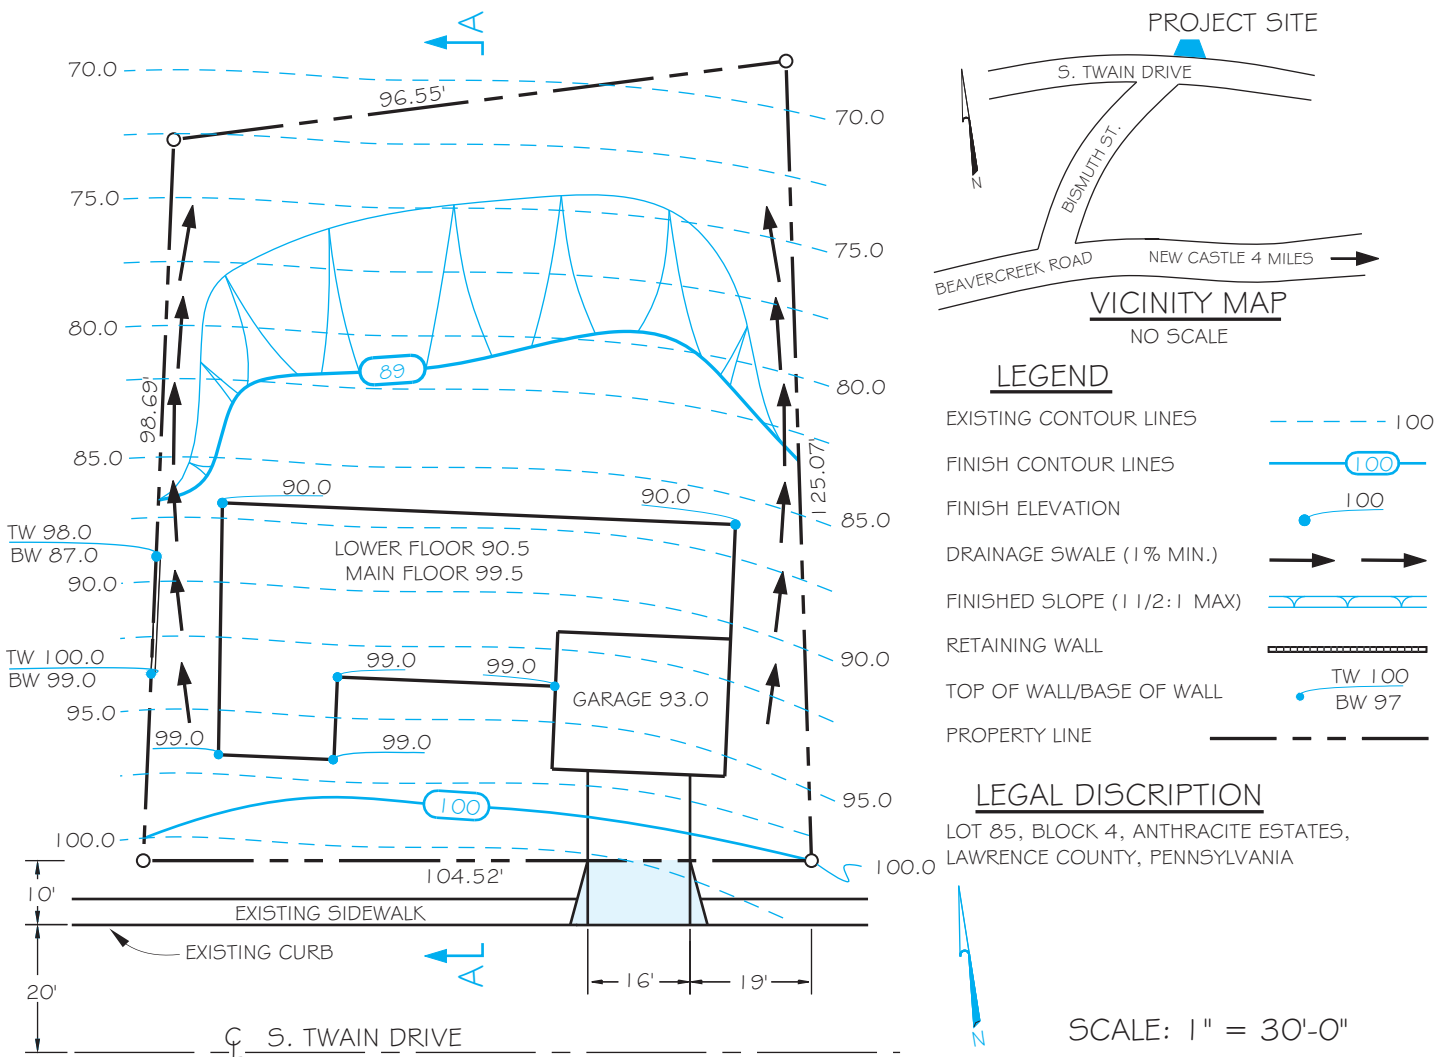 A
PROJECT SITE
S. TWAIN DRIVE
BISMUTH ST.
N
BEAVERCREEK ROAD
NEW CASTLE 4 MILES
VICINITY MAP
NO SCALE
70.0
96.55'
70.0
75.0
75.0
80.0
89
80.0
98.69'
125.07'
85.0
85.0
90.0
90.0
TW 98.0
BW 87.0
LOWER FLOOR 90.5
MAIN FLOOR 99.5
90.0
90.0
TW 100.0
BW 99.0
99.0
99.0
GARAGE 93.0
95.0
99.0
99.0
95.0
100
100.0
100.0
104.52'
10'
EXISTING SIDEWALK
EXISTING CURB
A
16'
19'
20'
℄ S. TWAIN DRIVE
LEGEND
EXISTING CONTOUR LINES 100
FINISH CONTOUR LINES 100
FINISH ELEVATION 100
DRAINAGE SWALE (1% MIN.)
FINISHED SLOPE (1 1/2:1 MAX)
RETAINING WALL
TOP OF WALL/BASE OF WALL TW 100
BW 97
PROPERTY LINE
LEGAL DISCRIPTION
LOT 85, BLOCK 4, ANTHRACITE ESTATES,
LAWRENCE COUNTY, PENNSYLVANIA
N
SCALE: 1" = 30'-0"